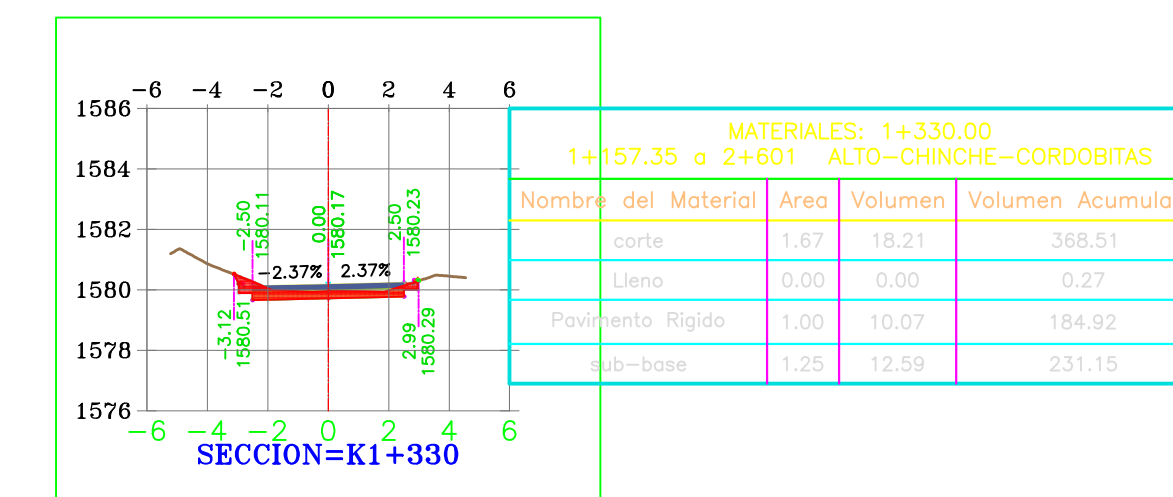 −6 −4 −2 0 2 4 6
1586
1584
1582
1580
1578
1576
−2.50
1580.11
0.00
1580.17
2.50
1580.23
−2.37% 2.37%
−3.12
1580.51
2.99
1580.29
−6 −4 −2 0 2 4 6
SECCION=K1+330
MATERIALES: 1+330.00
1+157.35 a 2+601 ALTO−CHINCHE−CORDOBITAS
Nombre del Material Area Volumen Volumen Acumula
corte 1.67 18.21 368.51
Lleno 0.00 0.00 0.27
Pavimento Rigido 1.00 10.07 184.92
sub−base 1.25 12.59 231.15